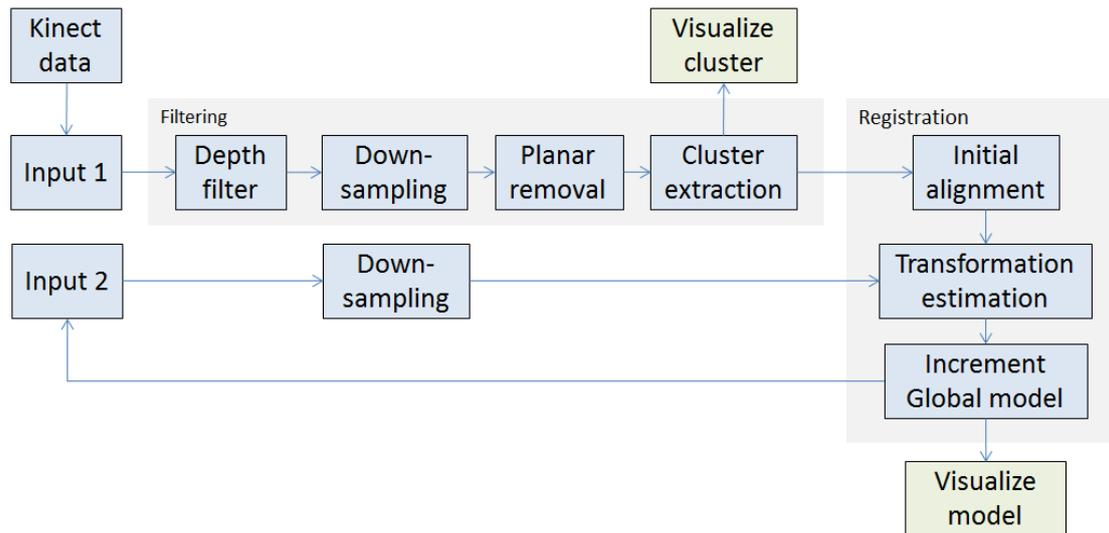 Kinect
data
Visualize
cluster
Filtering
Registration
Input 1
Depth
filter
Down-
sampling
Planar
removal
Cluster
extraction
Initial
alignment
Input 2
Down-
sampling
Transformation
estimation
Increment
Global model
Visualize
model